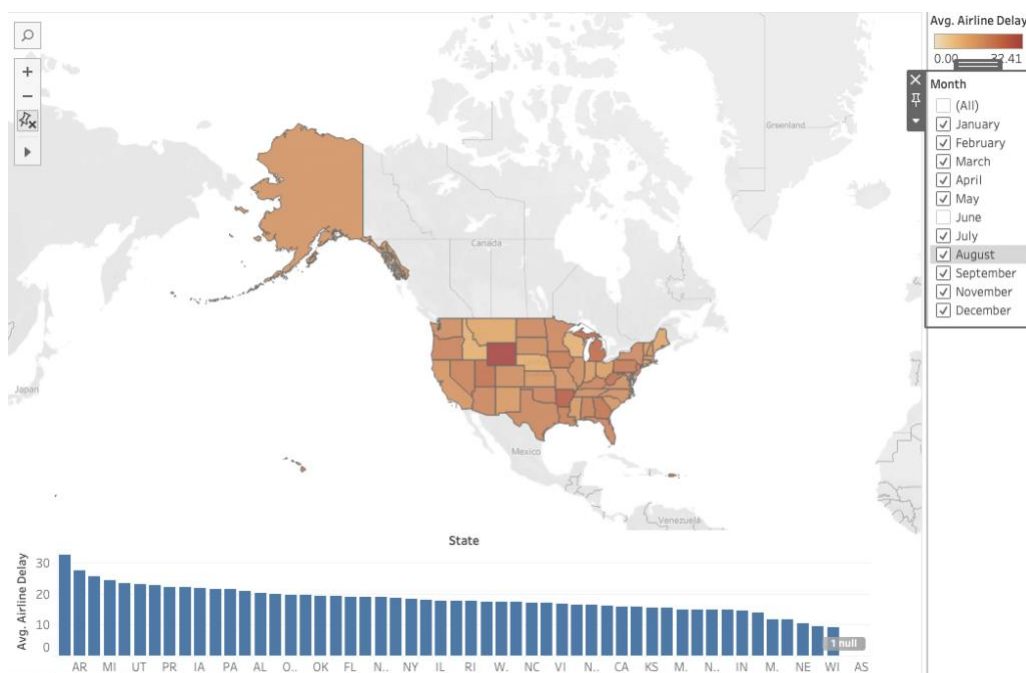 Avg. Airline Delay
0.00 32.41
Month
(All)
January
February
March
April
May
June
July
August
September
November
December
Greenland
Canada
Japan
Mexico
Venezuela
State
Avg. Airline Delay
30
20
10
0
1 null
AR MI UT PR IA PA AL O.. OK FL N.. NY IL RI W.. NC VI N.. CA KS M.. N.. IN M.. NE WI AS